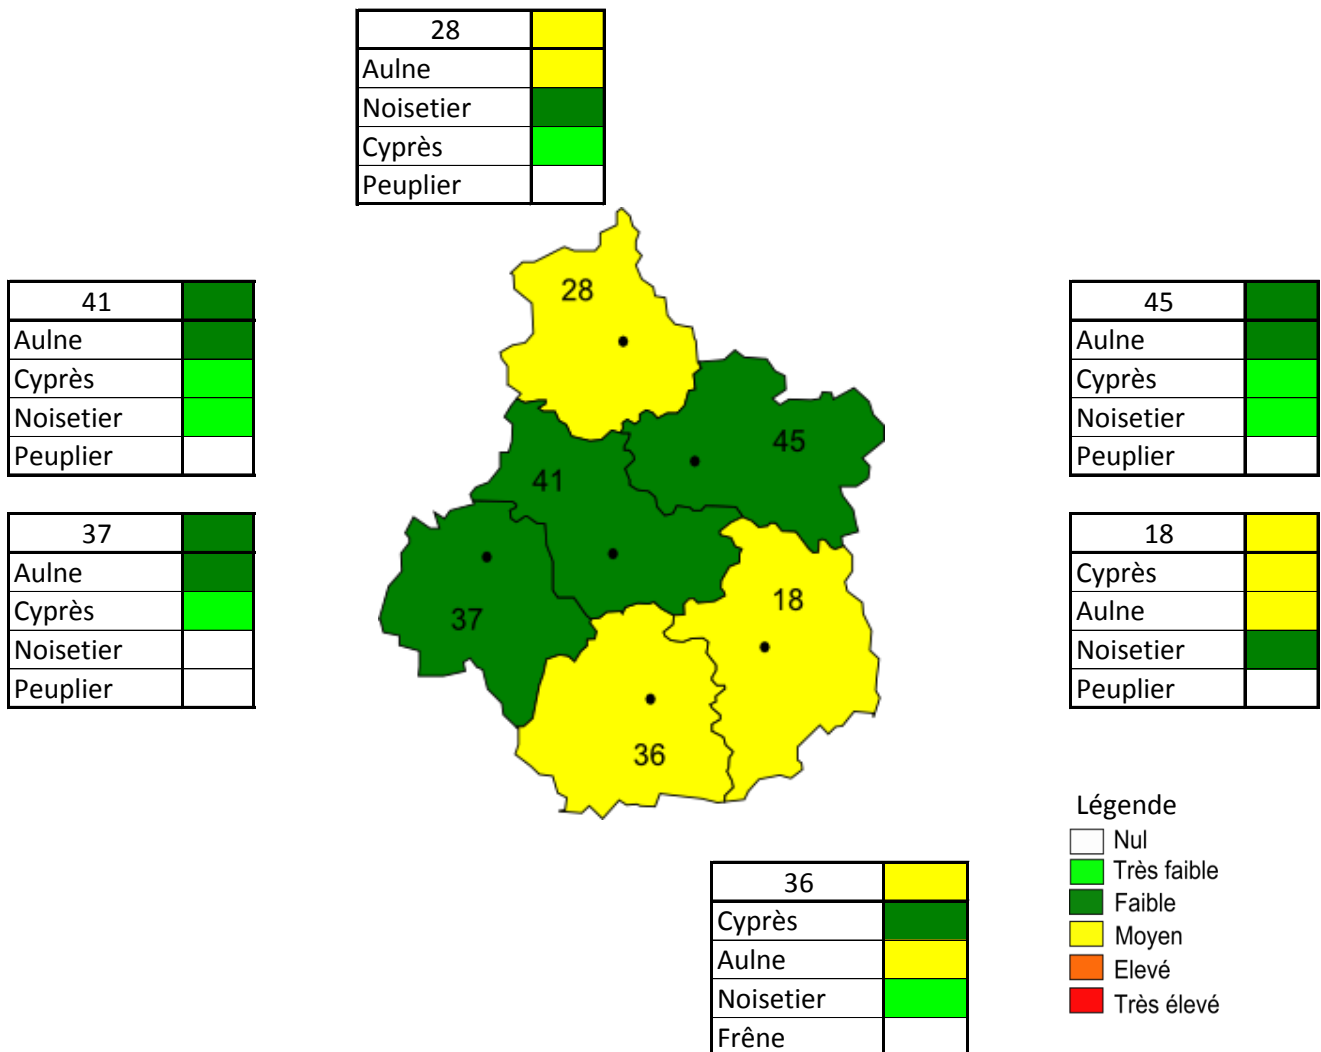 28
Aulne
Noisetier
Cyprès
Peuplier
41
Aulne
Cyprès
Noisetier
Peuplier
37
Aulne
Cyprès
Noisetier
Peuplier
28
45
41
37
18
36
45
Aulne
Cyprès
Noisetier
Peuplier
18
Cyprès
Aulne
Noisetier
Peuplier
36
Cyprès
Aulne
Noisetier
Frêne
Légende
Nul
Très faible
Faible
Moyen
Elevé
Très élevé